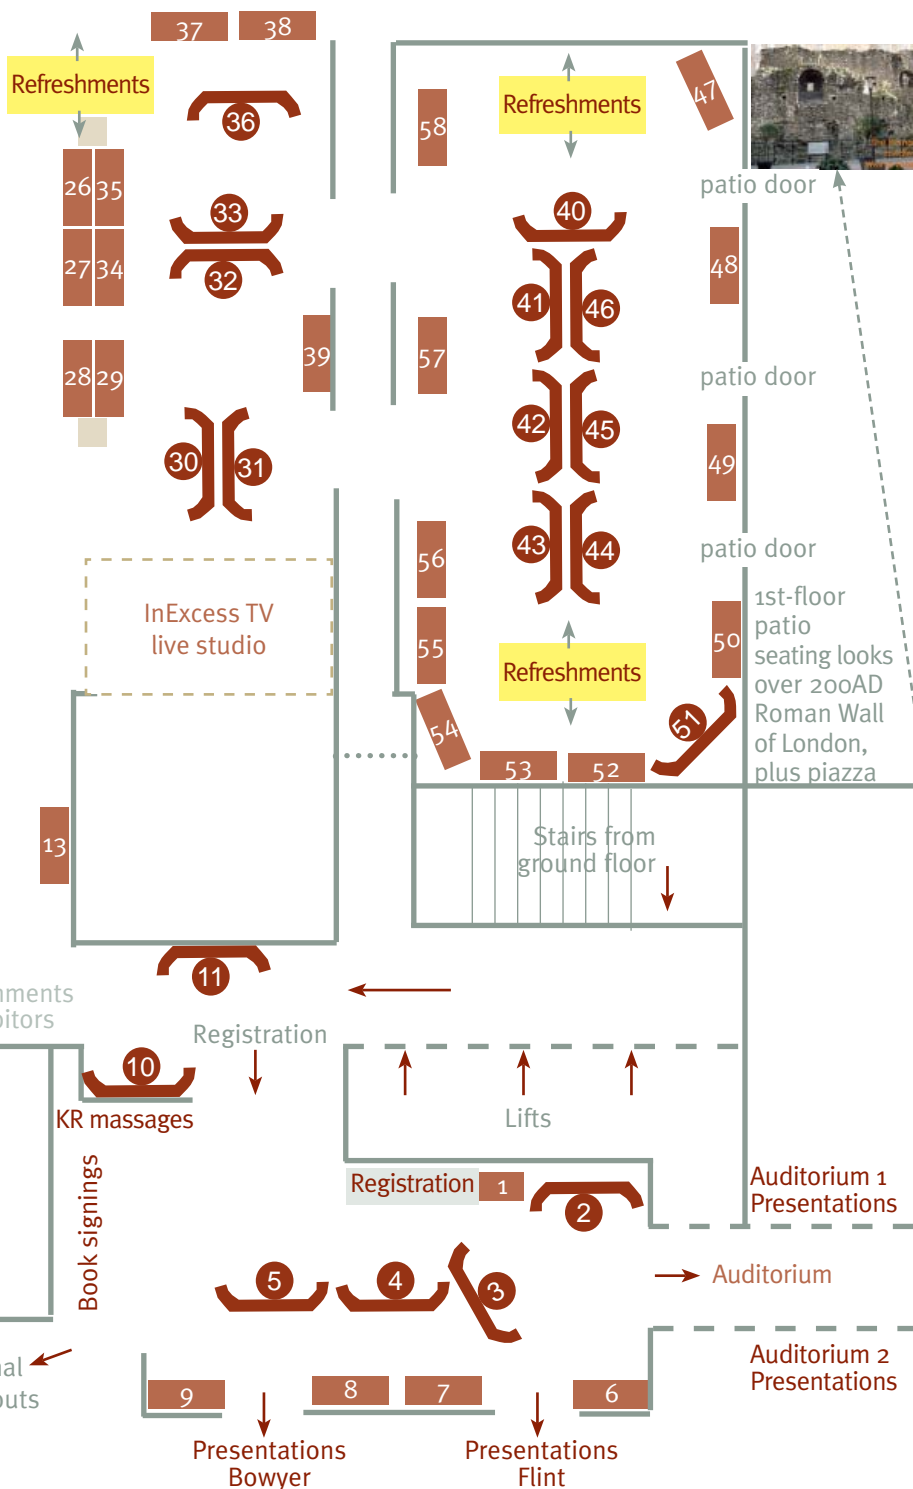 37
38
Refreshments
36
Refreshments
47
58
26
35
33
40
patio door
27
34
32
41
46
48
39
57
28
29
patio door
42
45
30
31
49
43
44
56
patio door
InExcess TV
live studio
55
Refreshments
50
1st-floor
patio
seating looks
over 200AD
Roman Wall
of London,
plus piazza
54
51
53
52
13
Stairs from
ground floor
11
Registration
10
KR massages
Lifts
Book signings
Registration
1
2
Auditorium 1
Presentations
5
4
3
Auditorium
Auditorium 2
Presentations
9
8
7
6
Presentations
Bowyer
Presentations
Flint